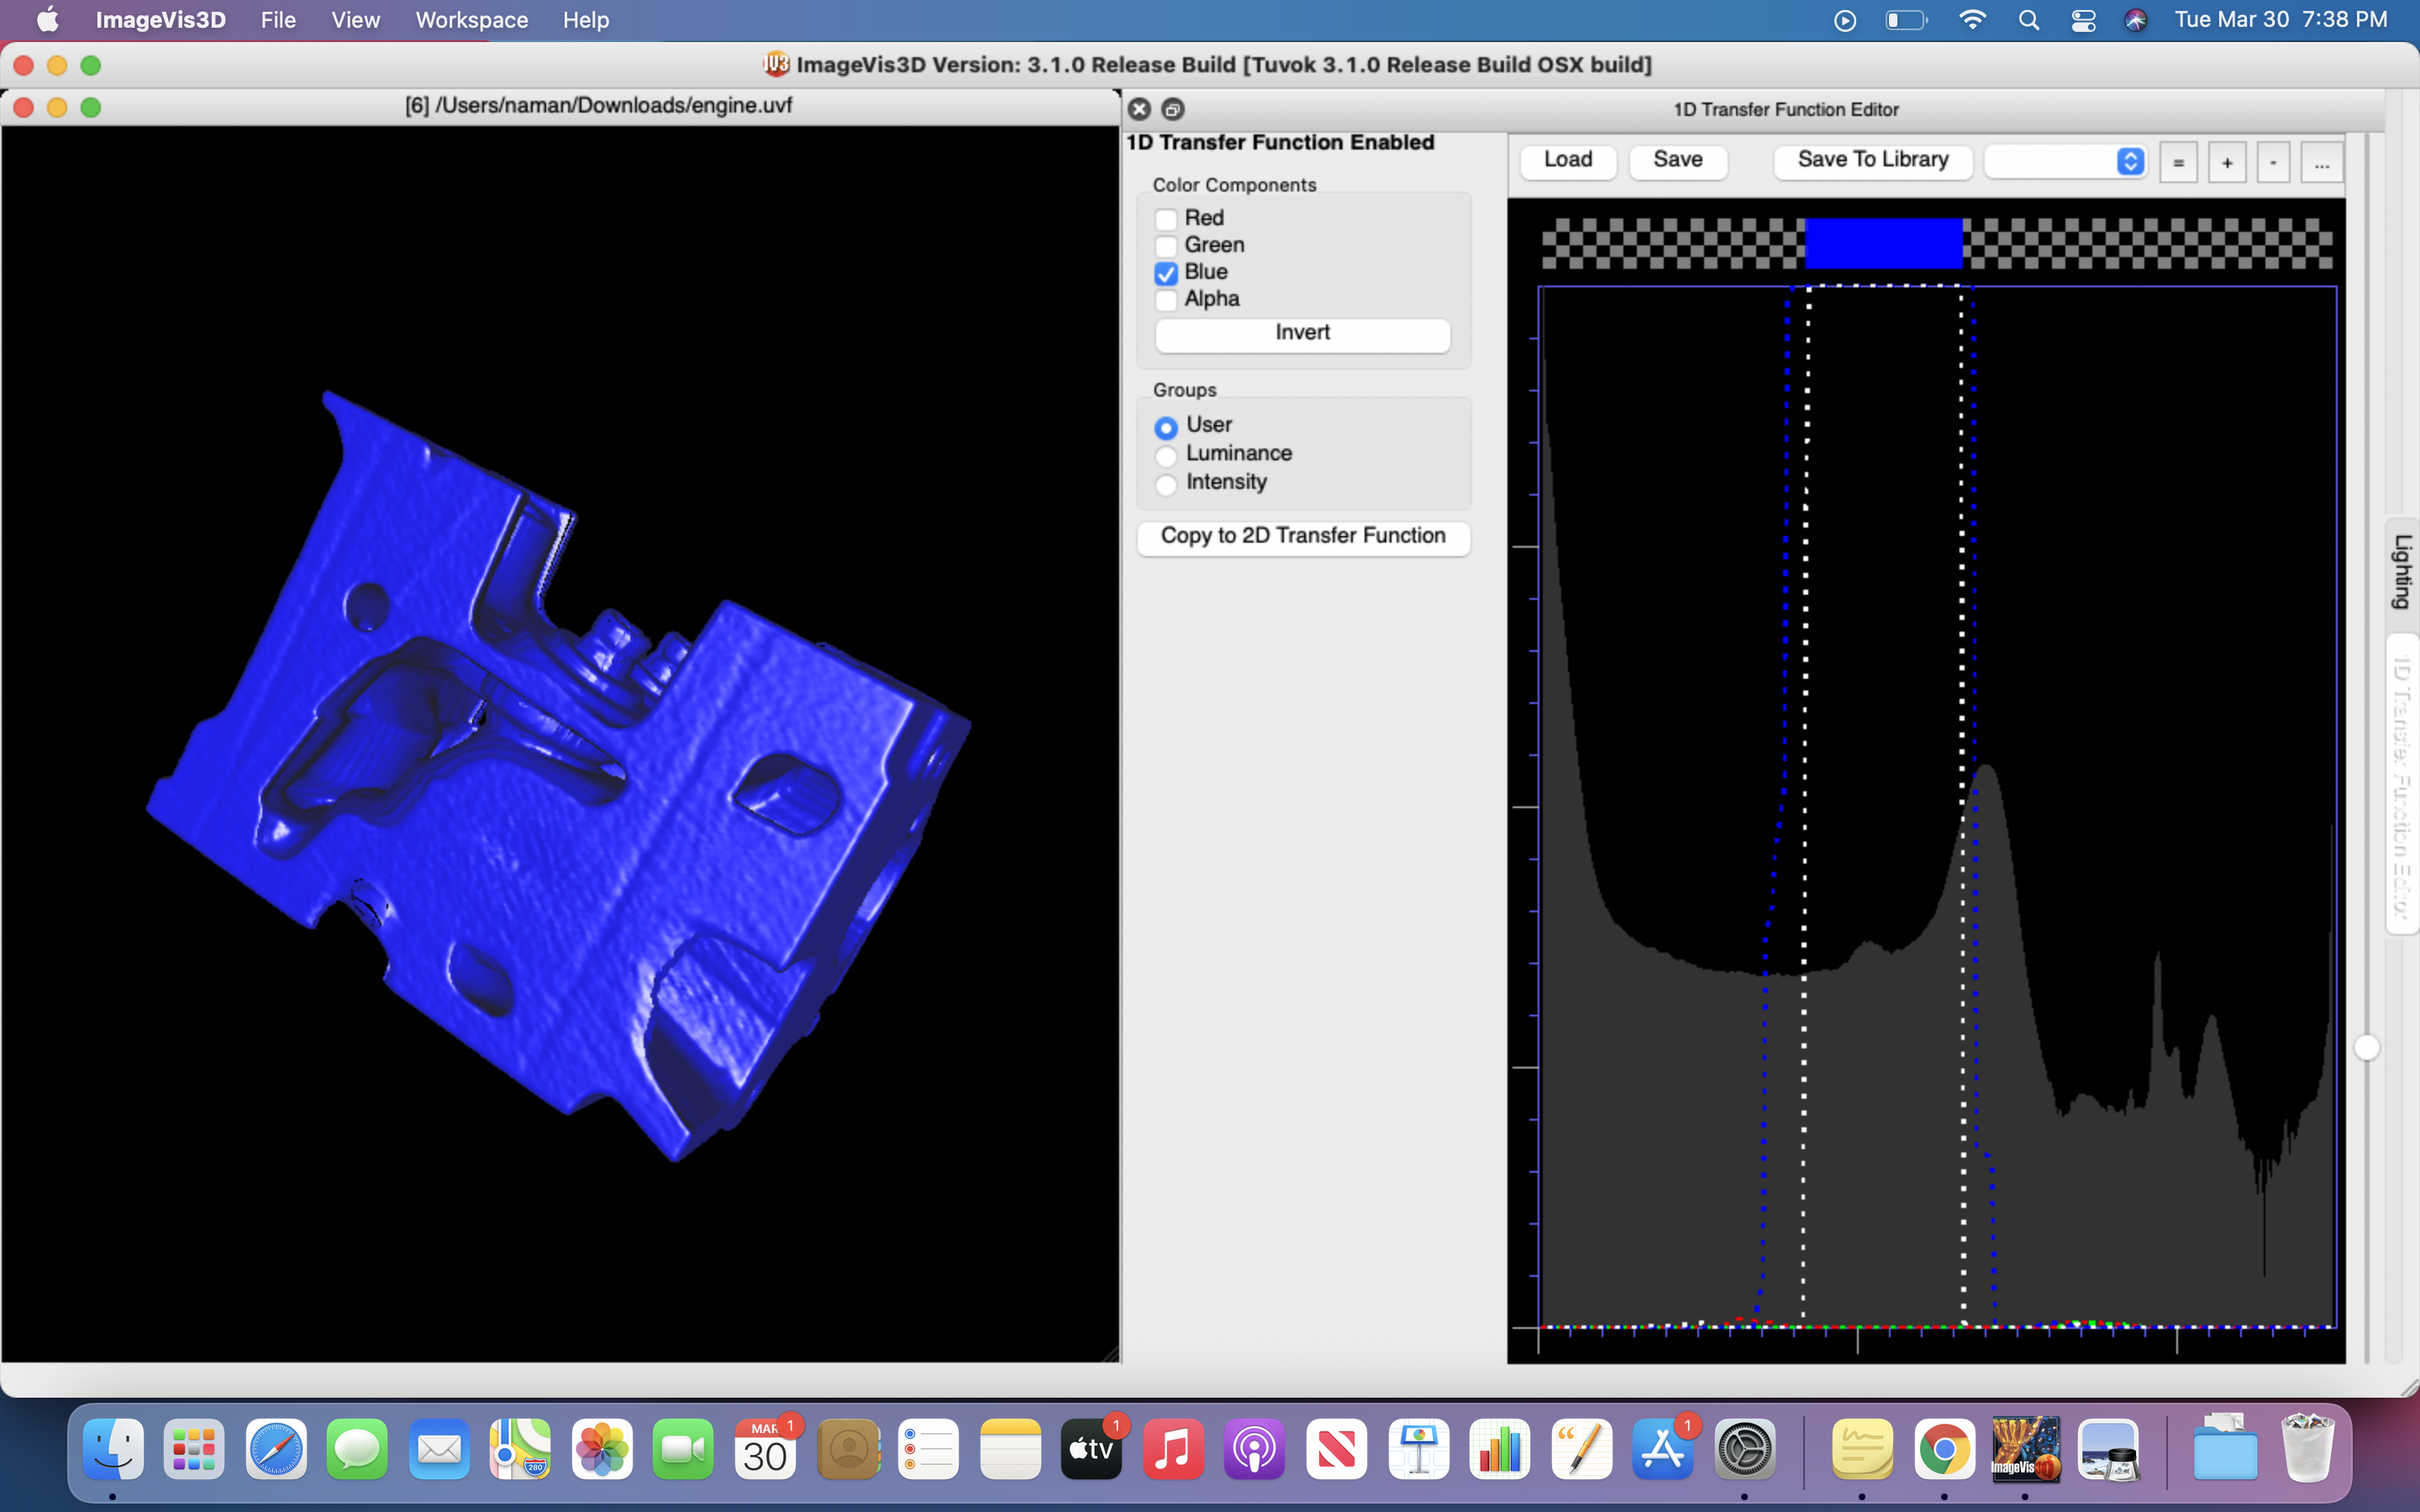 ImageVis3D File View Workspace Help Tue Mar 30 7:38 PM
ImageVis3D Version: 3.1.0 Release Build [Tuvok 3.1.0 Release Build OSX build]
[6] /Users/naman/Downloads/engine.uvf
1D Transfer Function Editor
1D Transfer Function Enabled
Color Components
Red
Green
Blue
Alpha
Invert
Groups
User
Luminance
Intensity
Copy to 2D Transfer Function
Load Save Save To Library = + - ...
Lighting
1D Transfer Function Editor
280
MAR 1
30
tv 1
1
ImageVis3D